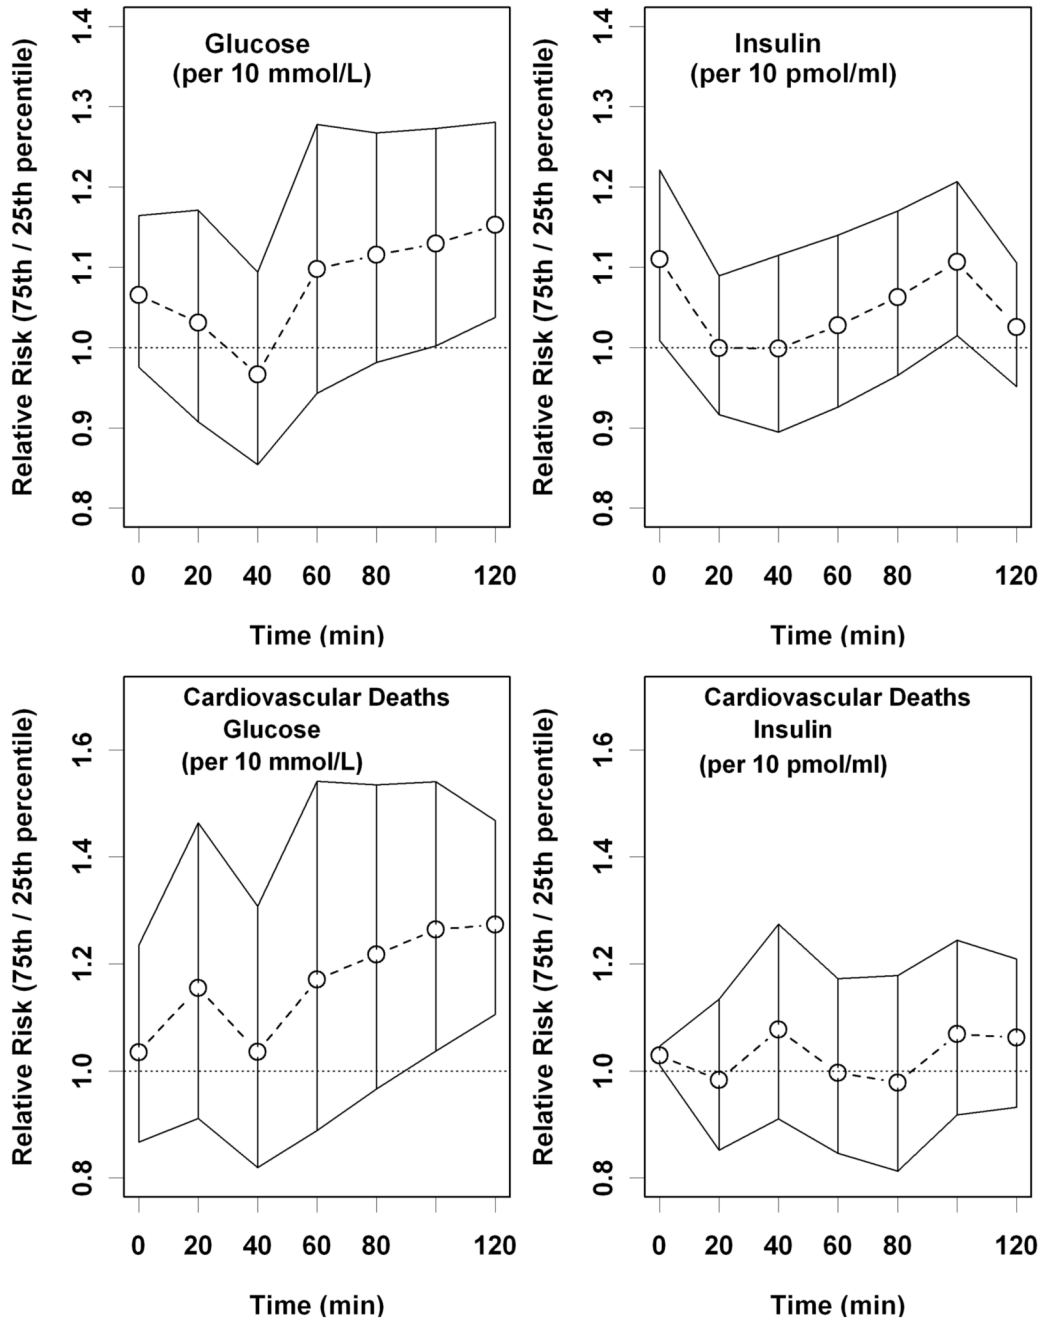 Glucose
(per 10 mmol/L)
Relative Risk (75th / 25th percentile)
1.4
1.3
1.2
1.1
1.0
0.9
0.8
0 20 40 60 80 120
Time (min)
Insulin
(per 10 pmol/ml)
Relative Risk (75th / 25th percentile)
1.4
1.3
1.2
1.1
1.0
0.9
0.8
0 20 40 60 80 120
Time (min)
Cardiovascular Deaths
Glucose
(per 10 mmol/L)
Relative Risk (75th / 25th percentile)
1.6
1.4
1.2
1.0
0.8
0 20 40 60 80 120
Time (min)
Cardiovascular Deaths
Insulin
(per 10 pmol/ml)
Relative Risk (75th / 25th percentile)
1.6
1.4
1.2
1.0
0.8
0 20 40 60 80 120
Time (min)